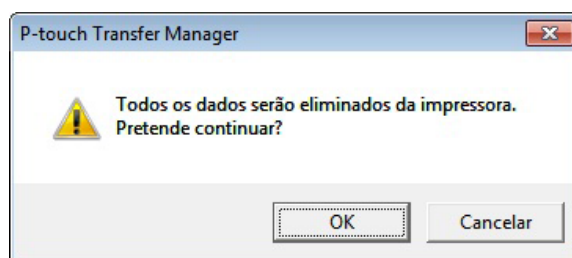 P-touch Transfer Manager
Todos os dados serão eliminados da impressora.
Pretende continuar?
OK
Cancelar